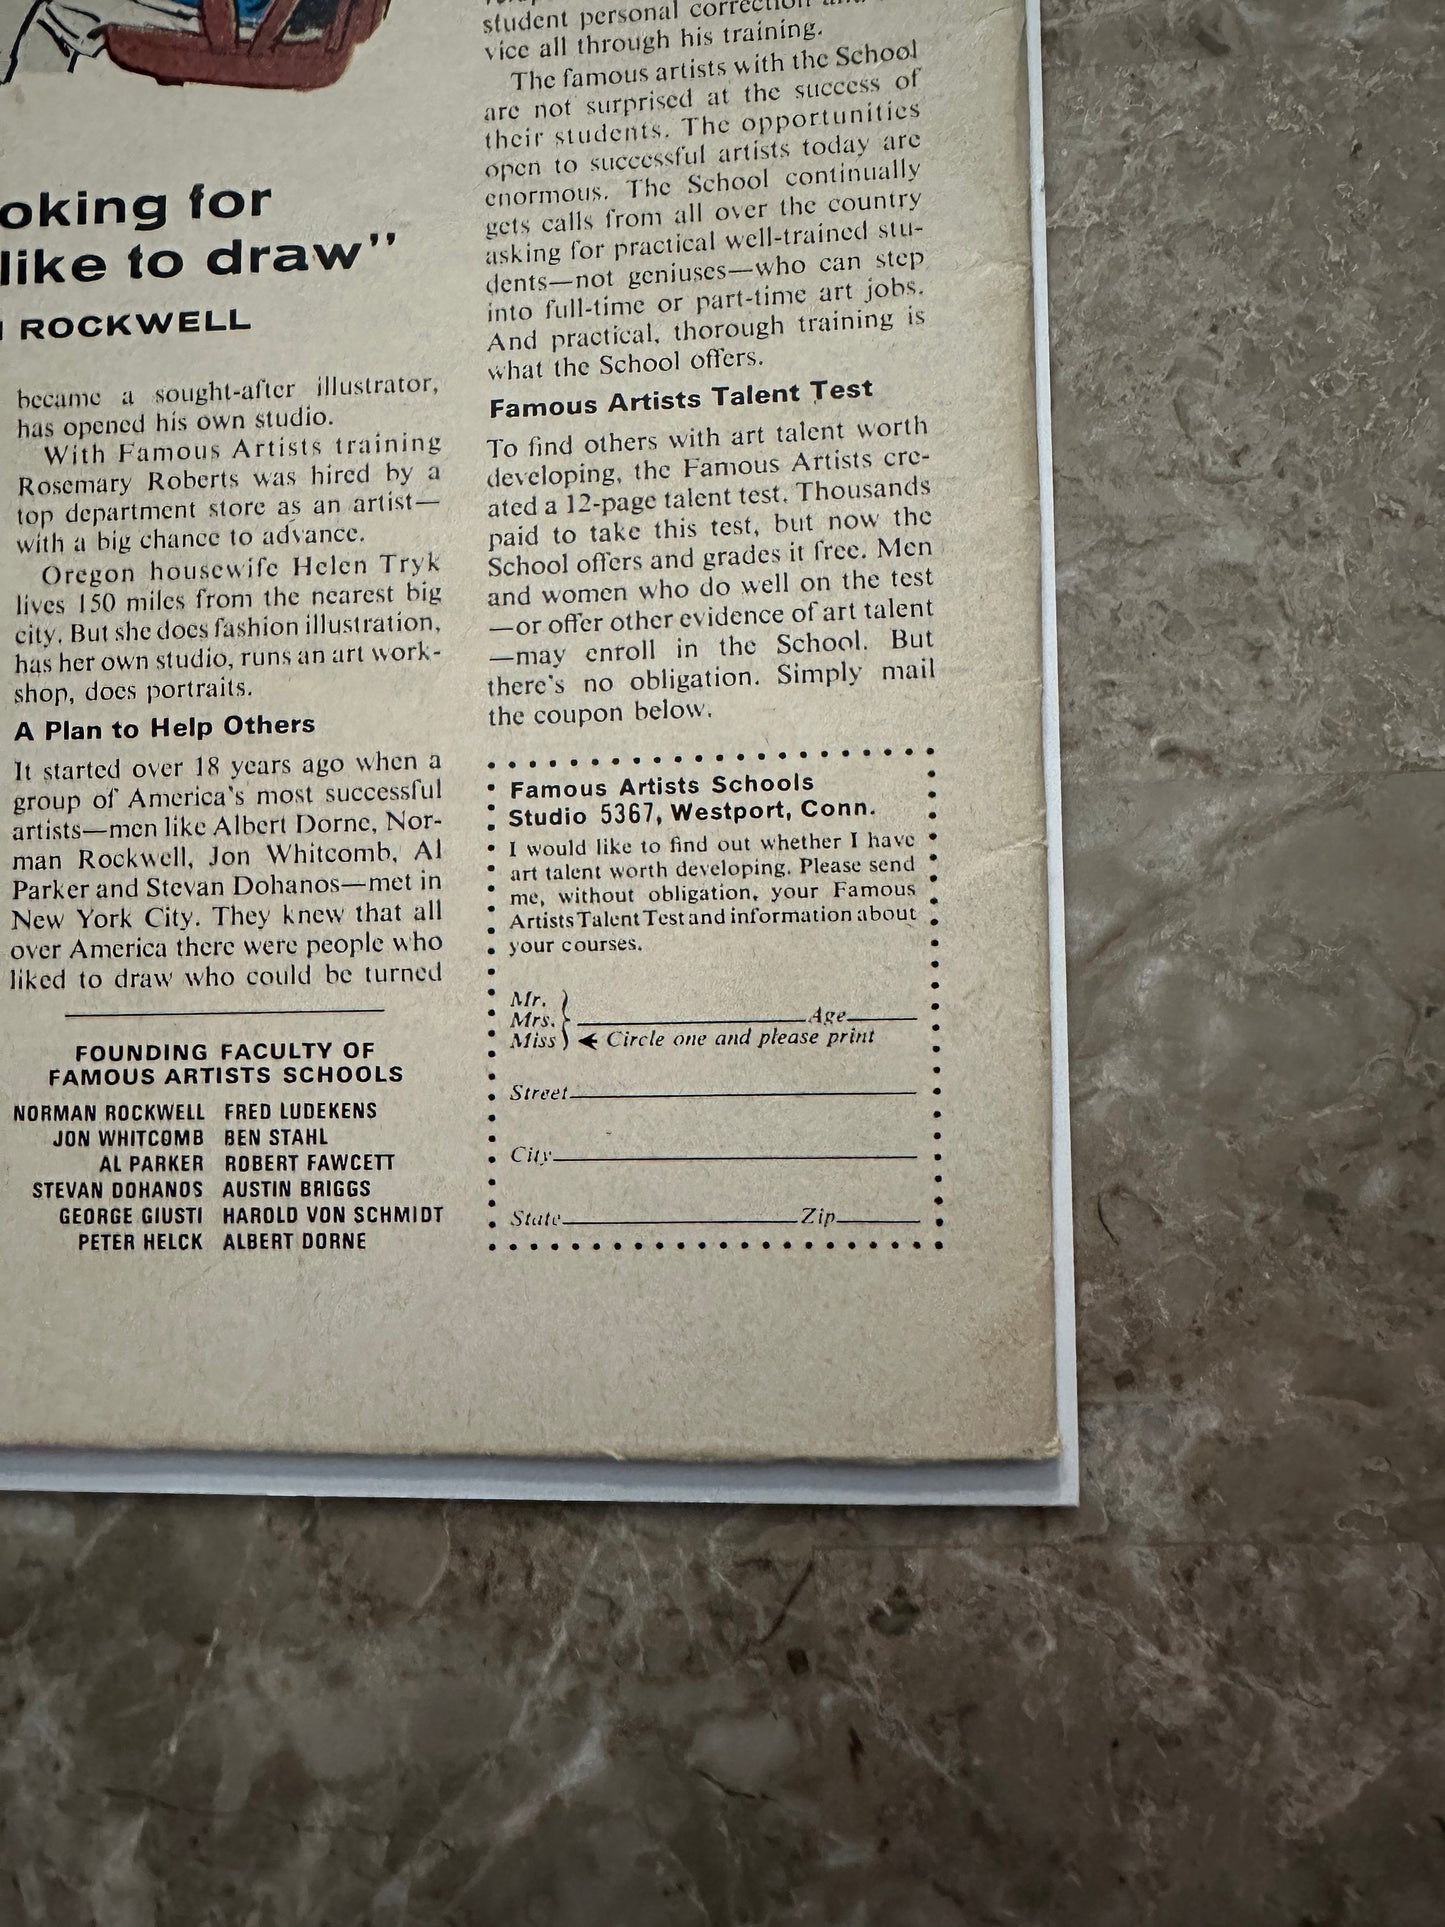 oking for
like to draw”
ROCKWELL
became a sought-after illustrator,
has opened his own studio.
With Famous Artists training
Rosemary Roberts was hired by a
top department store as an artist—
with a big chance to advance.
Oregon housewife Helen Tryk
lives 150 miles from the nearest big
city. But she does fashion illustration,
has her own studio, runs an art work-
shop, does portraits.
A Plan to Help Others
It started over 18 years ago when a
group of America's most successful
artists—men like Albert Dorne, Nor-
man Rockwell, Jon Whitcomb, Al
Parker and Stevan Dohanos—met in
New York City. They knew that all
over America there were people who
liked to draw who could be turned
FOUNDING FACULTY OF
FAMOUS ARTISTS SCHOOLS
NORMAN ROCKWELL FRED LUDEKENS
JON WHITCOMB BEN STAHL
AL PARKER ROBERT FAWCETT
STEVAN DOHANOS AUSTIN BRIGGS
GEORGE GIUSTI HAROLD VON SCHMIDT
PETER HELCK ALBERT DORNE
student personal correction
vice all through his training.
The famous artists with the School
are not surprised at the success of
their students. The opportunities
open to successful artists today are
enormous. The School continually
gets calls from all over the country
asking for practical well-trained stu-
dents—not geniuses—who can step
into full-time or part-time art jobs.
And practical, thorough training is
what the School offers.
Famous Artists Talent Test
To find others with art talent worth
developing, the Famous Artists cre-
ated a 12-page talent test. Thousands
paid to take this test, but now the
School offers and grades it free. Men
and women who do well on the test
—or offer other evidence of art talent
—may enroll in the School. But
there's no obligation. Simply mail
the coupon below.
Famous Artists Schools
Studio 5367, Westport, Conn.
I would like to find out whether I have
art talent worth developing. Please send
me, without obligation, your Famous
Artists Talent Test and information about
your courses.
Mr.
Mrs. Age
Miss Circle one and please print
Street
City
State Zip